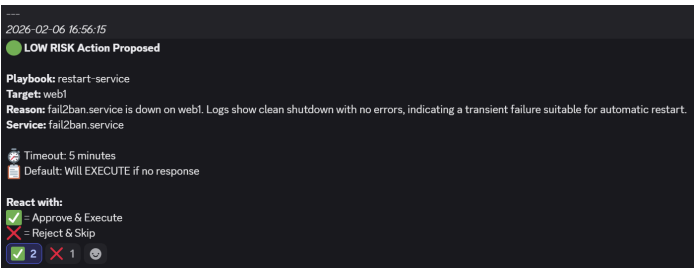 ---
2026-02-06 16:56:15
LOW RISK Action Proposed
Playbook: restart-service
Target: web1
Reason: fail2ban.service is down on web1. Logs show clean shutdown with no errors, indicating a transient failure suitable for automatic restart.
Service: fail2ban.service
Timeout: 5 minutes
Default: Will EXECUTE if no response
React with:
✅ = Approve & Execute
❌ = Reject & Skip
✅ 2 ❌ 1